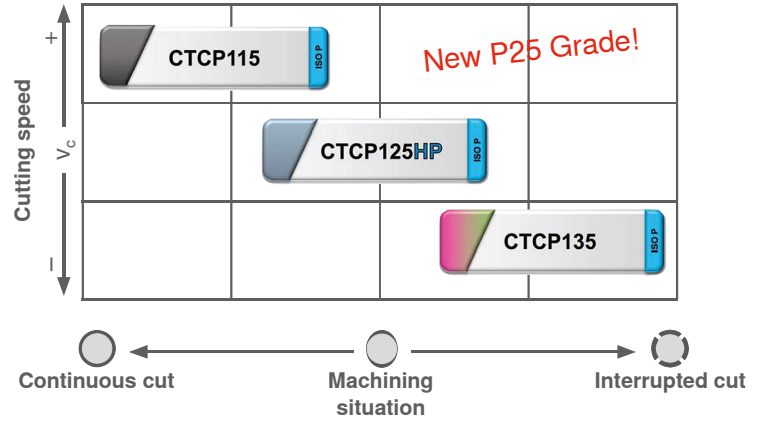 +
CTCP115
ISO P
New P25 Grade!
Cutting speed
vc
CTCP125HP
ISO P
CTCP135
ISO P
–
Continuous cut
Machining
situation
Interrupted cut